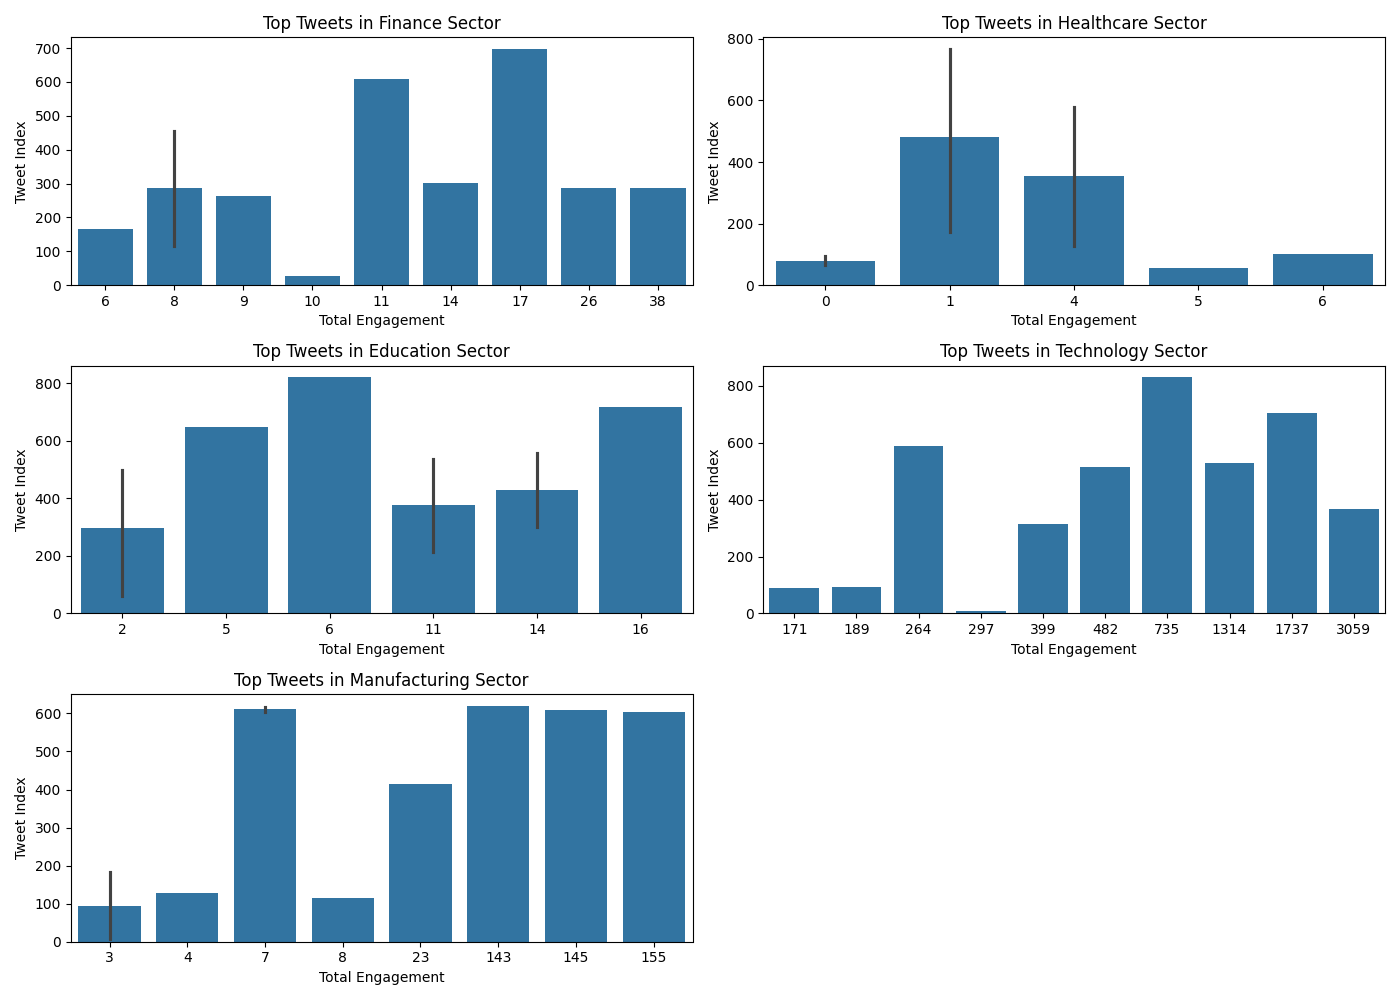 Top Tweets in Finance Sector
Tweet Index
700
600
500
400
300
200
100
0
6 8 9 10 11 14 17 26 38
Total Engagement
Top Tweets in Healthcare Sector
Tweet Index
800
600
400
200
0
0 1 4 5 6
Total Engagement
Top Tweets in Education Sector
Tweet Index
800
600
400
200
0
2 5 6 11 14 16
Total Engagement
Top Tweets in Technology Sector
Tweet Index
800
600
400
200
0
171 189 264 297 399 482 735 1314 1737 3059
Total Engagement
Top Tweets in Manufacturing Sector
Tweet Index
600
500
400
300
200
100
0
3 4 7 8 23 143 145 155
Total Engagement